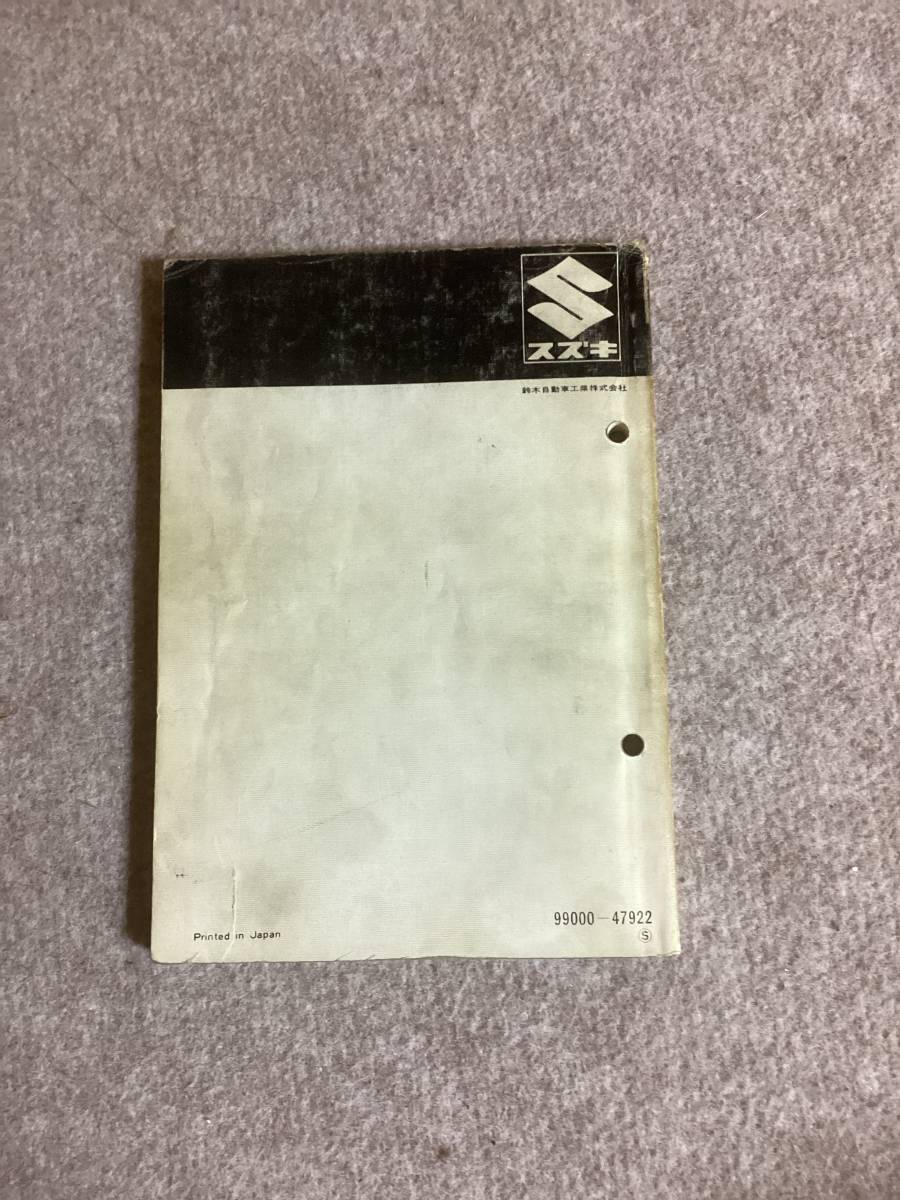 スズキ
鈴木自動車工業株式会社
99000-47922
Ⓢ
Printed in Japan